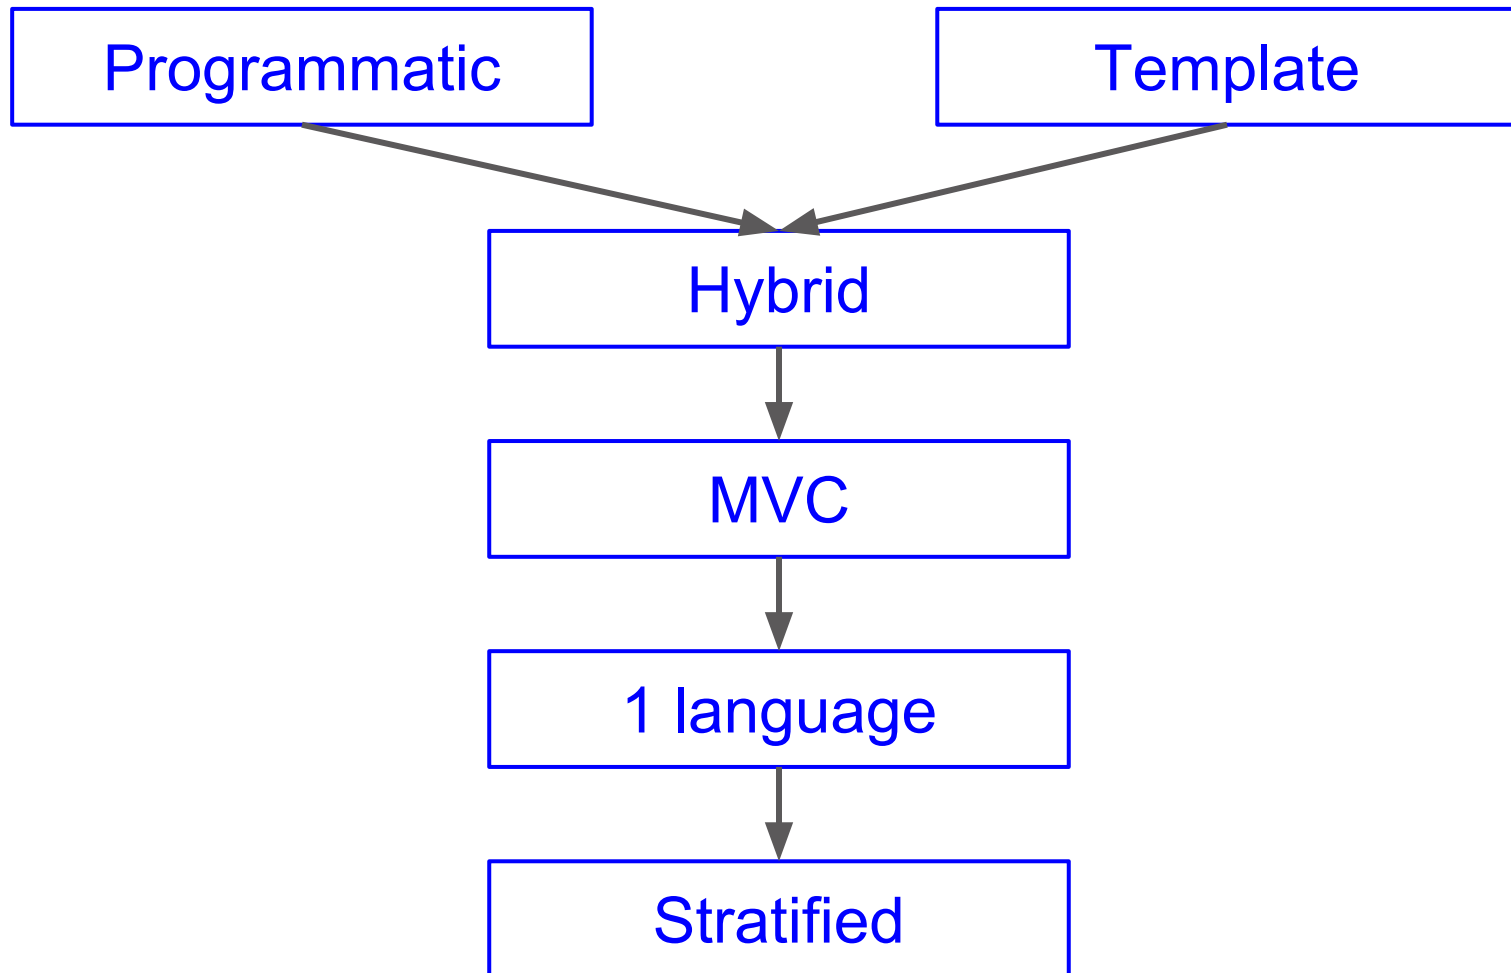 Programmatic
Template
Hybrid
MVC
1 language
Stratified